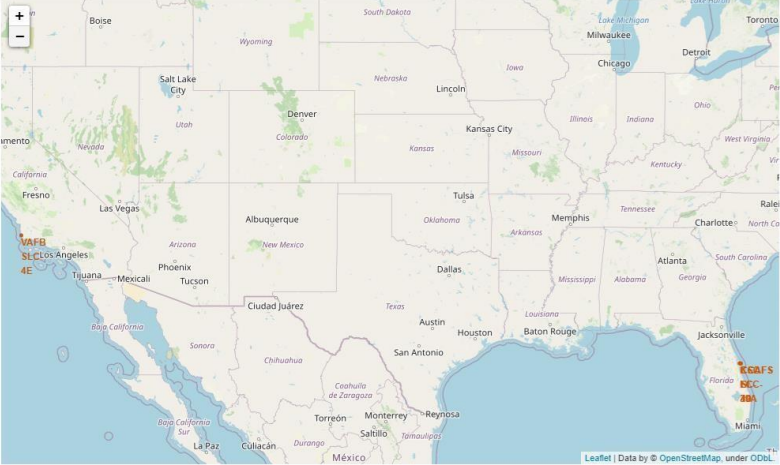 +
−
Boise
South Dakota
Wyoming
Lake Michigan
Milwaukee
Toronto
Detroit
Chicago
Salt Lake
City
Nebraska
Lincoln
Iowa
Denver
Utah
Colorado
Illinois
Indiana
Ohio
Kansas City
Nevada
Kansas
Missouri
West Virginia
Kentucky
California
Fresno
Las Vegas
Tulsa
Albuquerque
Oklahoma
Memphis
Tennessee
Charlotte
North Co
VAFB
SLC-
4E
Los Angeles
Arizona
New Mexico
Arkansas
Atlanta
South Carolina
Tijuana
Mexicali
Phoenix
Tucson
Dallas
Mississippi
Alabama
Georgia
Ciudad Juárez
Texas
Louisiana
Baja California
Austin
Houston
Baton Rouge
Jacksonville
Sonora
San Antonio
Chihuahua
Florida
Coahuila
de Zaragoza
Baja California
Sur
Torreón
Monterrey
Reynosa
Saltillo
Tamaulipas
Miami
La Paz
Culiacán
Durango
México
Leaflet | Data by © OpenStreetMap, under ODbL.